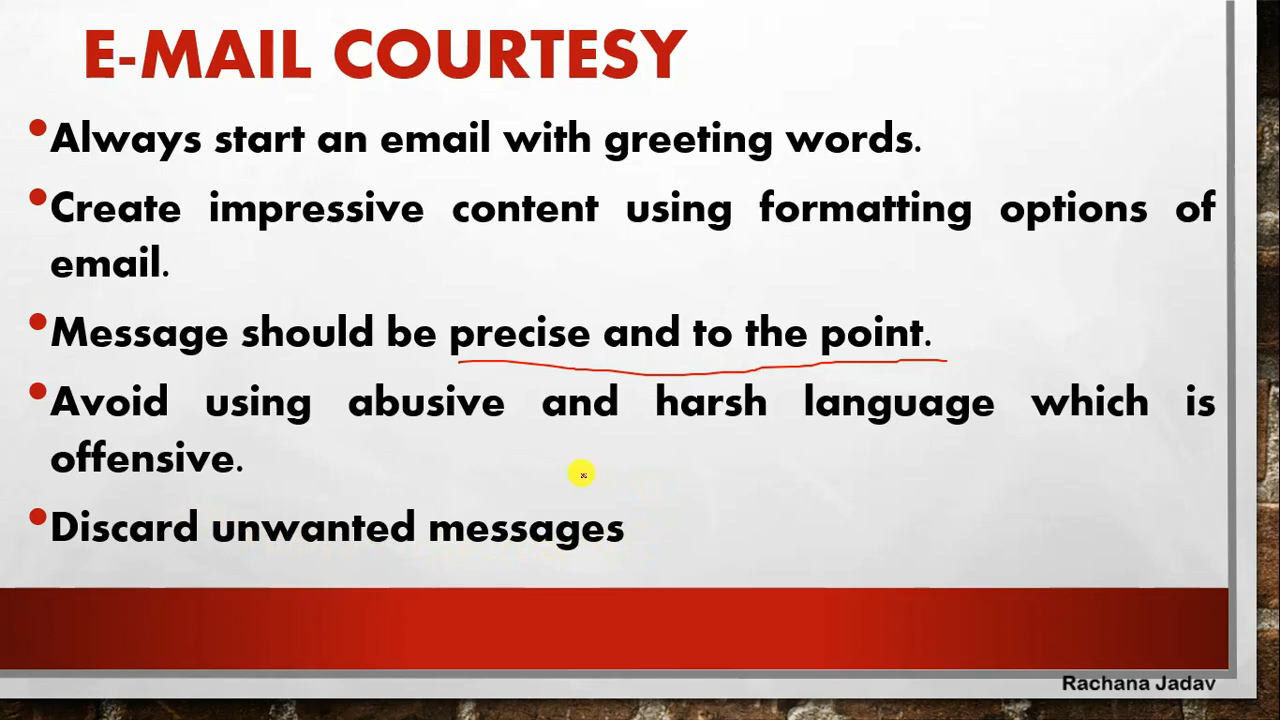 E-MAIL COURTESY
•Always start an email with greeting words.
•Create impressive content using formatting options of
email.
•Message should be precise and to the point.
•Avoid using abusive and harsh language which is
offensive.
•Discard unwanted messages
Rachana Jadav